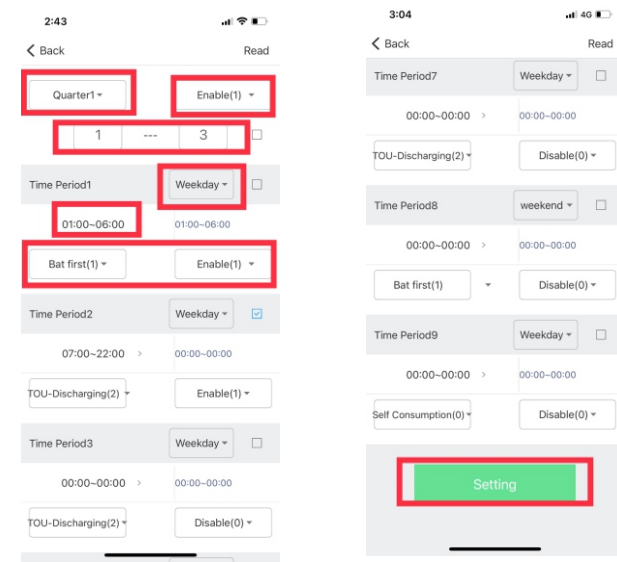 2:43
Back Read
Quarter1 Enable(1)
1 --- 3
Time Period1 Weekday
01:00~06:00 01:00~06:00
Bat first(1) Enable(1)
Time Period2 Weekday
07:00~22:00 > 00:00~00:00
TOU-Discharging(2) Enable(1)
Time Period3 Weekday
00:00~00:00 > 00:00~00:00
TOU-Discharging(2) Disable(0)
3:04 4G
Back Read
Time Period7 Weekday
00:00~00:00 > 00:00~00:00
TOU-Discharging(2) Disable(0)
Time Period8 weekend
00:00~00:00 > 00:00~00:00
Bat first(1) Disable(0)
Time Period9 Weekday
00:00~00:00 > 00:00~00:00
Self Consumption(0) Disable(0)
Setting